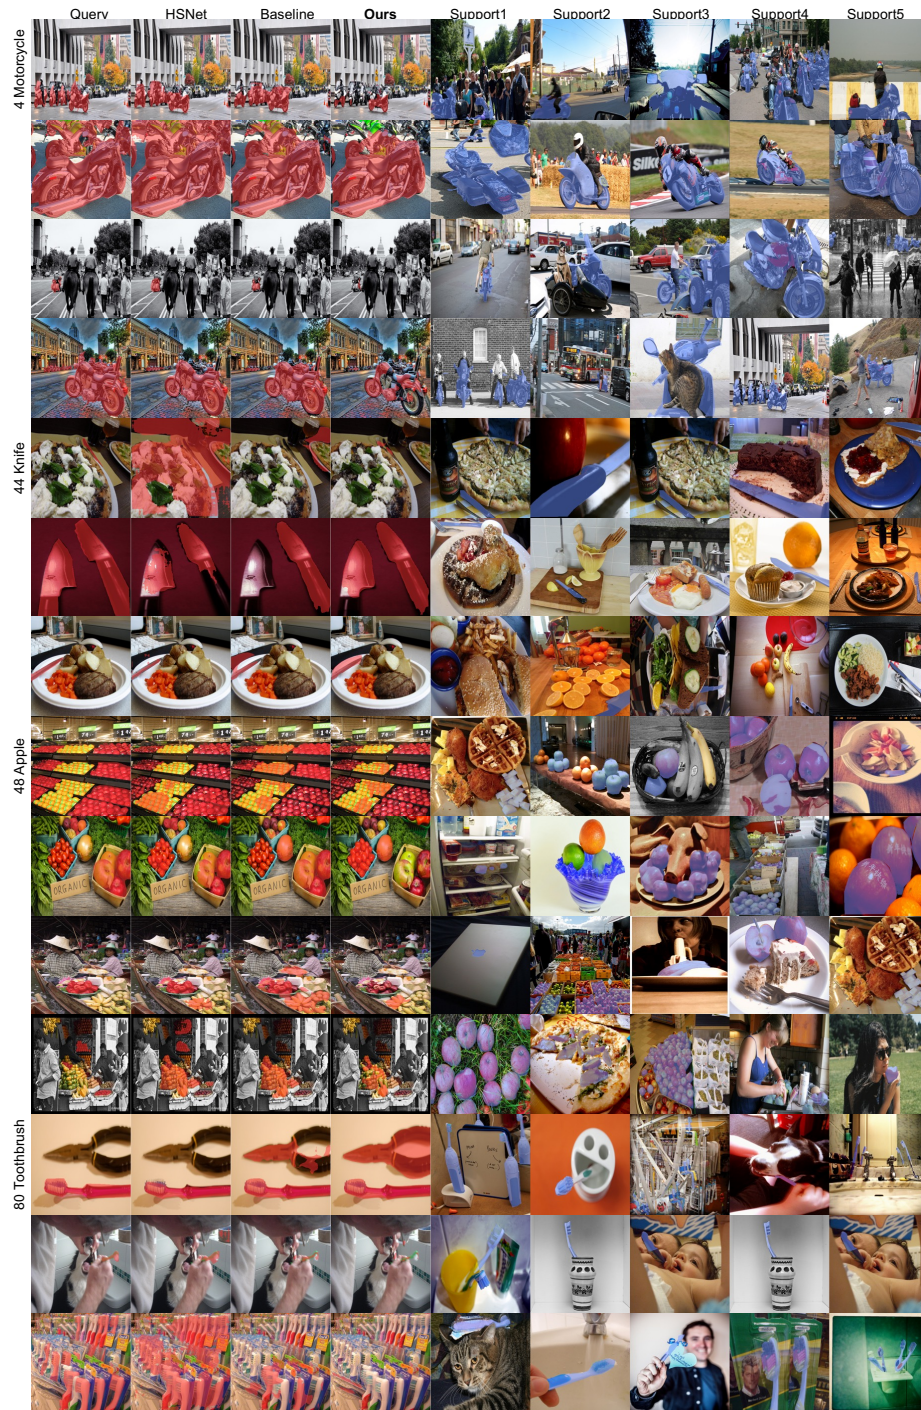 Query HSNet Baseline Ours Support1 Support2 Support3 Support4 Support5
4 Motorcycle
Silk
44 Knife
48 Apple
ORGANIC ORGANIC ORGANIC ORGANIC
80 Toothbrush